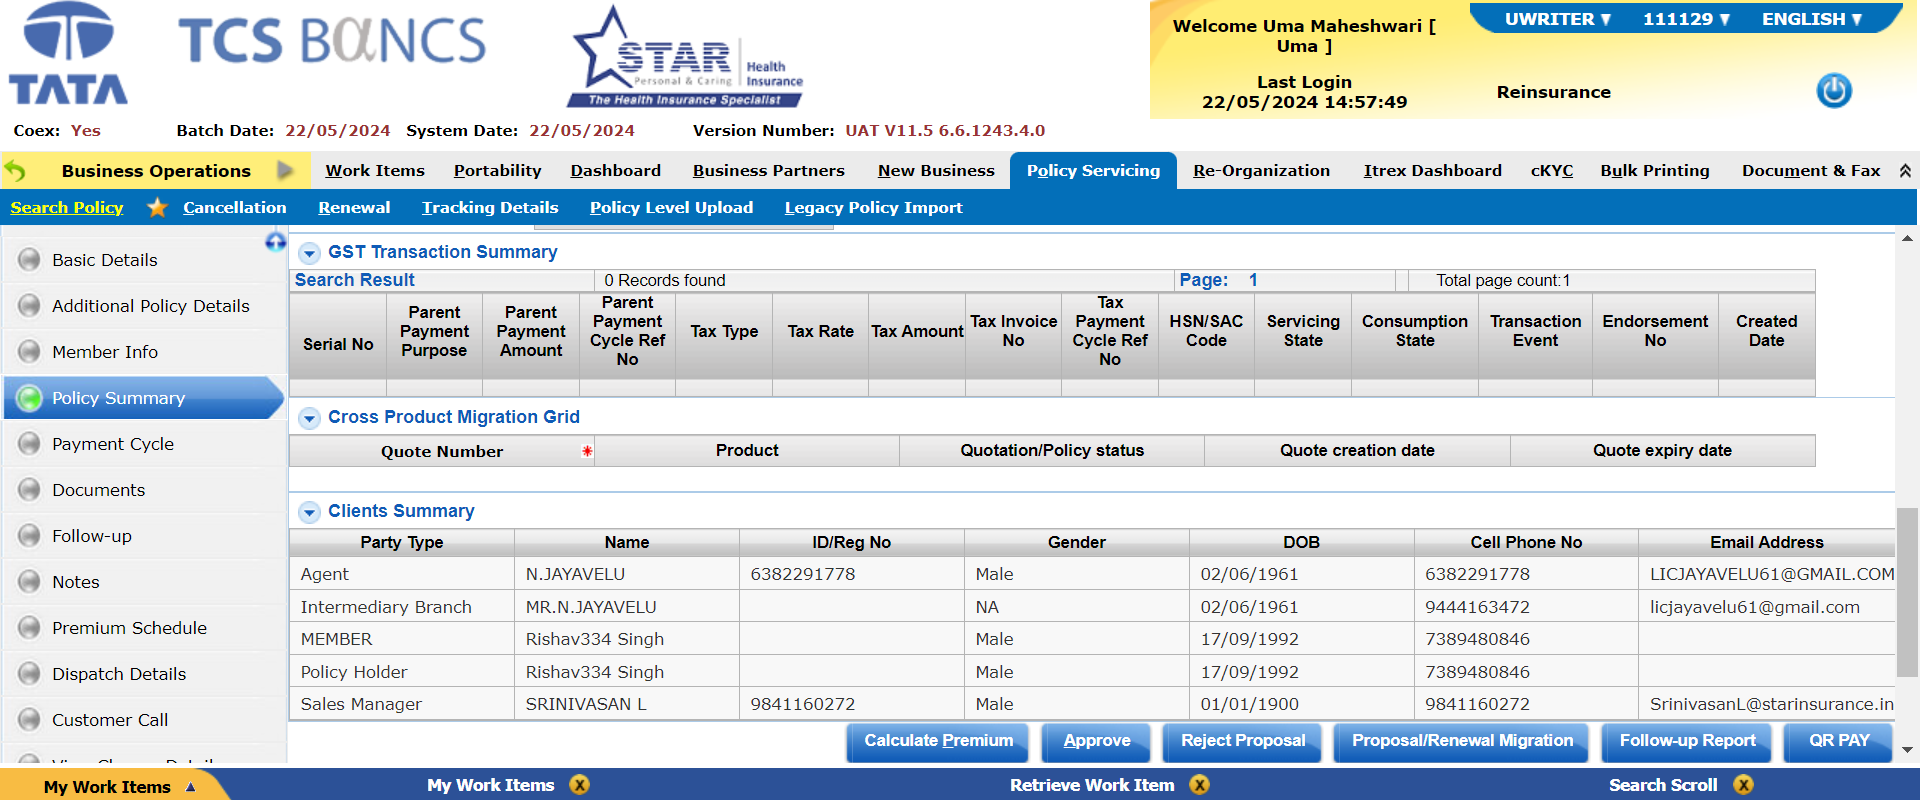 TATA
TCS BαNCS
STAR Health Insurance
Personal & Caring
The Health Insurance Specialist
Welcome Uma Maheshwari [ Uma ]
Last Login
22/05/2024 14:57:49
UWRITER 111129 ENGLISH
Reinsurance
Coex: Yes Batch Date: 22/05/2024 System Date: 22/05/2024 Version Number: UAT V11.5 6.6.1243.4.0
Business Operations Work Items Portability Dashboard Business Partners New Business Policy Servicing Re-Organization Itrex Dashboard cKYC Bulk Printing Document & Fax
Search Policy Cancellation Renewal Tracking Details Policy Level Upload Legacy Policy Import
Basic Details
Additional Policy Details
Member Info
Policy Summary
Payment Cycle
Documents
Follow-up
Notes
Premium Schedule
Dispatch Details
Customer Call
GST Transaction Summary
Search Result 0 Records found Page: 1 Total page count:1
Serial No Parent Payment Purpose Parent Payment Amount Parent Payment Cycle Ref No Tax Type Tax Rate Tax Amount Tax Invoice No Tax Payment Cycle Ref No HSN/SAC Code Servicing State Consumption State Transaction Event Endorsement No Created Date
Cross Product Migration Grid
Quote Number * Product Quotation/Policy status Quote creation date Quote expiry date
Clients Summary
Party Type Name ID/Reg No Gender DOB Cell Phone No Email Address
Agent N.JAYAVELU 6382291778 Male 02/06/1961 6382291778 LICJAYAVELU61@GMAIL.COM
Intermediary Branch MR.N.JAYAVELU NA 02/06/1961 9444163472 licjayavelu61@gmail.com
MEMBER Rishav334 Singh Male 17/09/1992 7389480846
Policy Holder Rishav334 Singh Male 17/09/1992 7389480846
Sales Manager SRINIVASAN L 9841160272 Male 01/01/1900 9841160272 SrinivasanL@starinsurance.in
Calculate Premium Approve Reject Proposal Proposal/Renewal Migration Follow-up Report QR PAY
My Work Items My Work Items X Retrieve Work Item X Search Scroll X